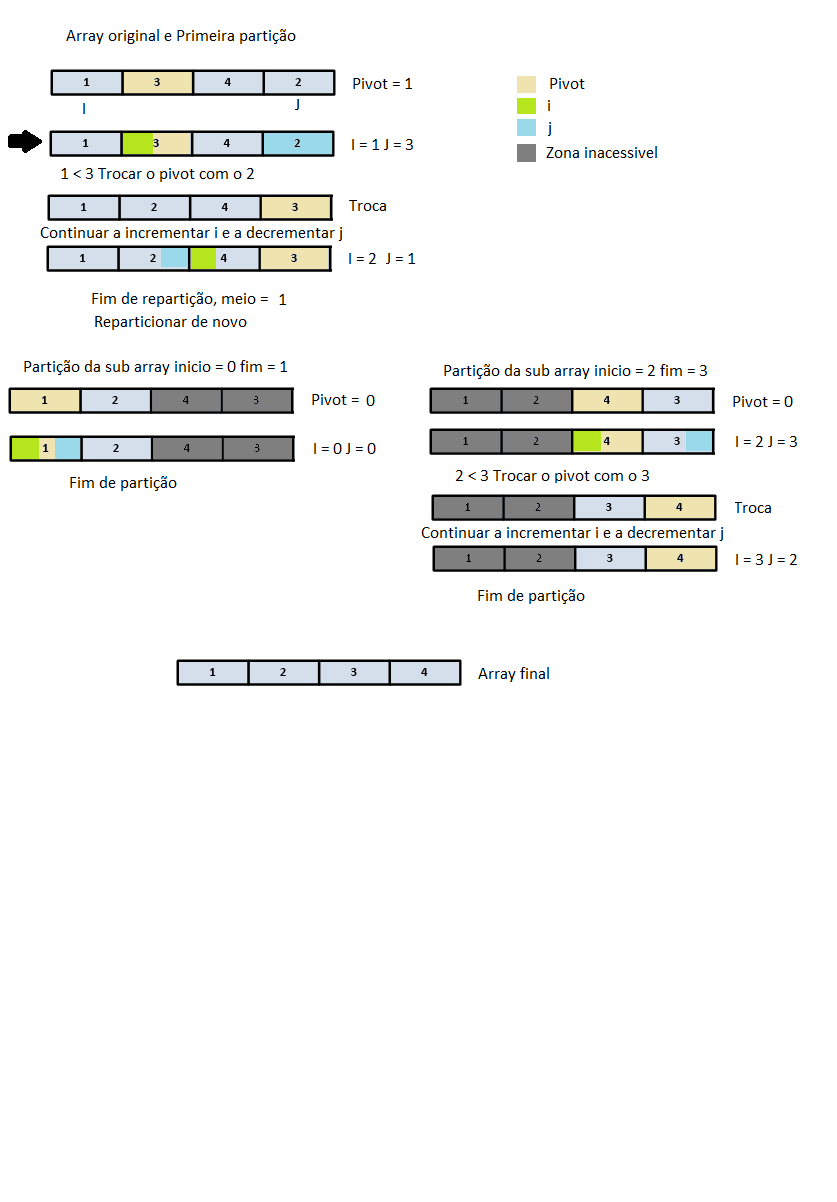 Array original e Primeira partição
1 3 4 2 Pivot = 1
I J
1 3 4 2 I = 1 J = 3
1 < 3 Trocar o pivot com o 2
1 2 4 3 Troca
Continuar a incrementar i e a decrementar j
1 2 4 3 I = 2 J = 1
Fim de repartição, meio = 1
Reparticionar de novo
Pivot
i
j
Zona inacessivel
Partição da sub array inicio = 0 fim = 1
1 2 4 3 Pivot = 0
1 2 4 3 I = 0 J = 0
Fim de partição
Partição da sub array inicio = 2 fim = 3
1 2 4 3 Pivot = 0
1 2 4 3 I = 2 J = 3
2 < 3 Trocar o pivot com o 3
1 2 3 4 Troca
Continuar a incrementar i e a decrementar j
1 2 3 4 I = 3 J = 2
Fim de partição
1 2 3 4 Array final